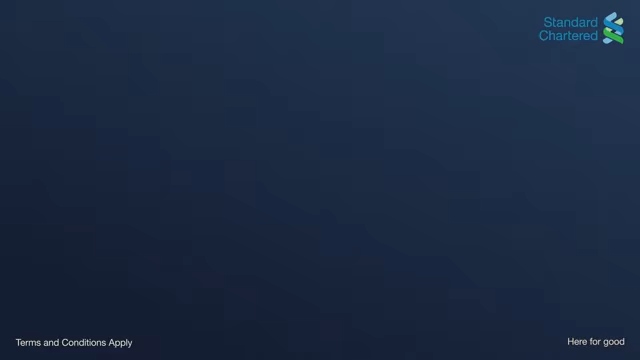 Standard
Chartered
Terms and Conditions Apply
Here for good